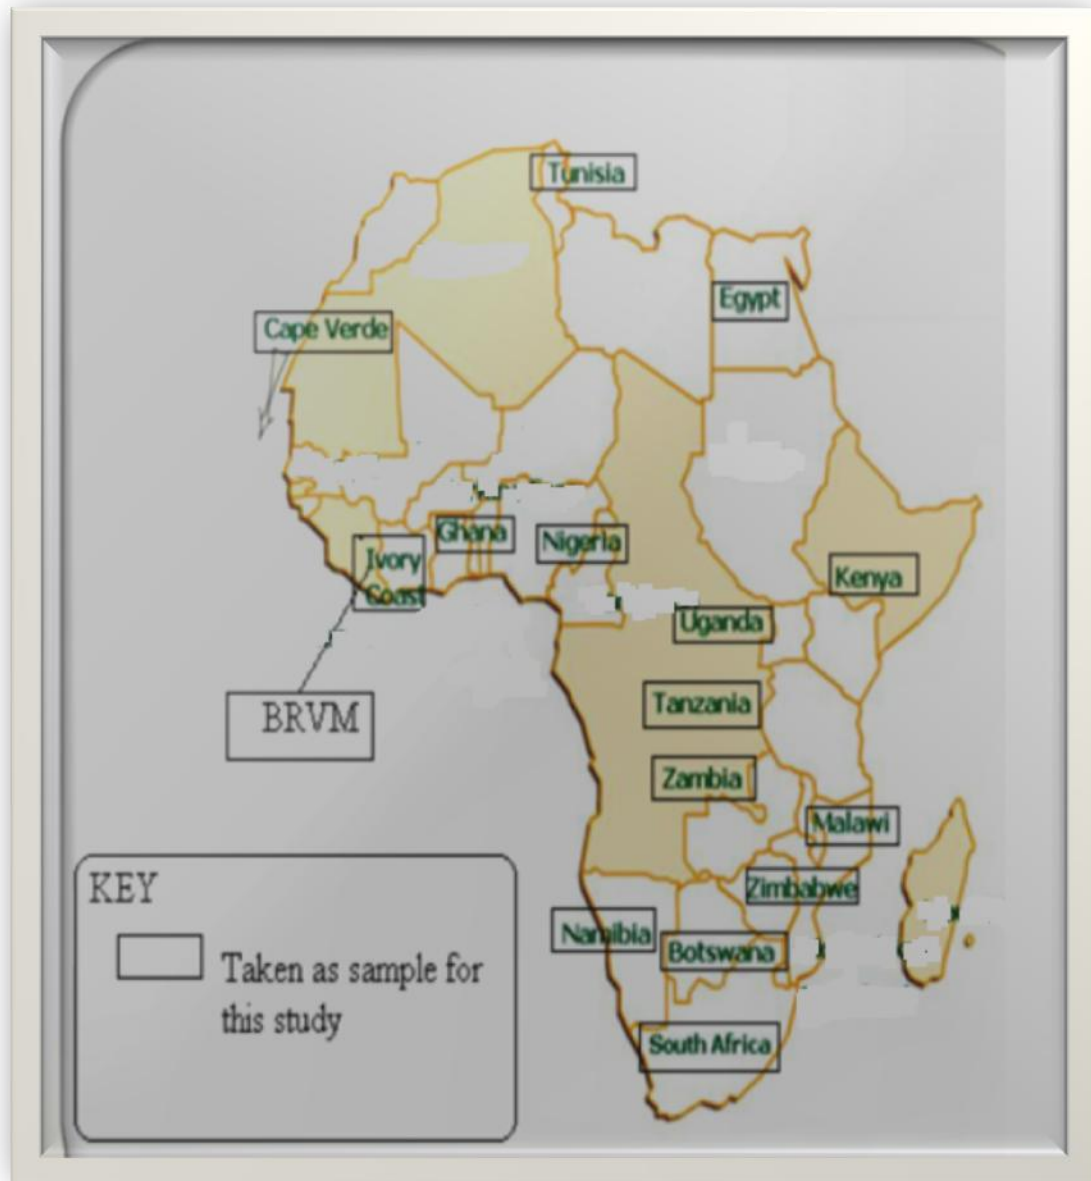 Tunisia
Egypt
Cape Verde
Ghana
Nigeria
Ivory
Coast
Kenya
Uganda
BRVM
Tanzania
Zambia
Malawi
Zimbabwe
Namibia
Botswana
South Africa
KEY
Taken as sample for
this study